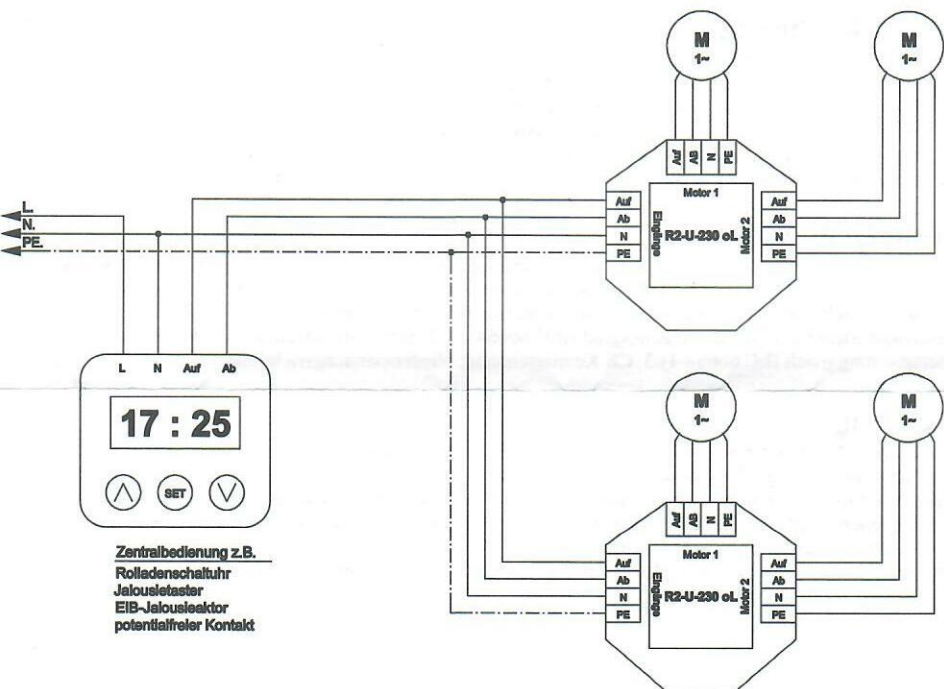 M
1~
M
1~
Auf AB N PE
Motor 1
Auf
Ab
N
PE
Eingänge
R2-U-230 oL
Motor 2
Auf
Ab
N
PE
L.
N.
PE.
L N Auf Ab
17 : 25
SET
Zentralbedienung z.B.
Rolladenschaltuhr
Jalousietaster
EIB-Jalousieaktor
potentialfreier Kontakt
M
1~
M
1~
Auf AB N PE
Motor 1
Auf
Ab
N
PE
Eingänge
R2-U-230 oL
Motor 2
Auf
Ab
N
PE